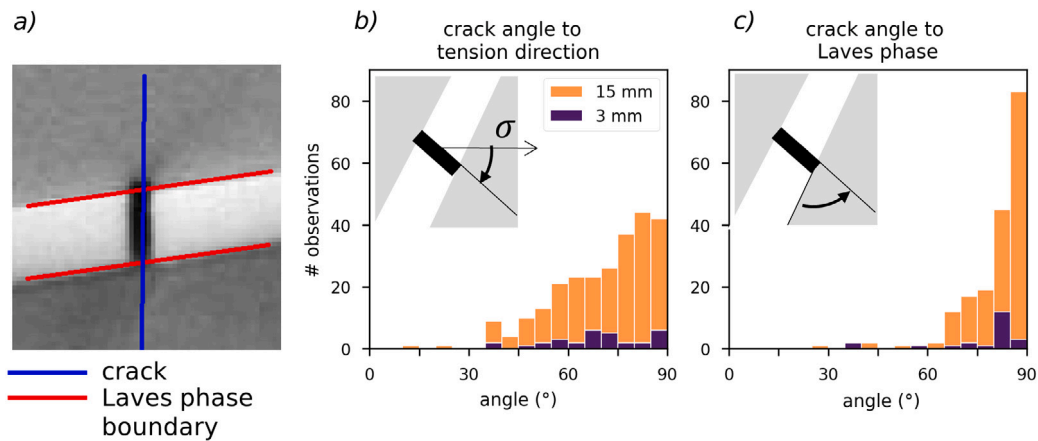 a)
crack
Laves phase
boundary
b)
crack angle to
tension direction
15 mm
3 mm
σ
# observations
80
60
40
20
0
0
30
60
90
angle (°)
c)
crack angle to
Laves phase
80
60
40
20
0
0
30
60
90
angle (°)